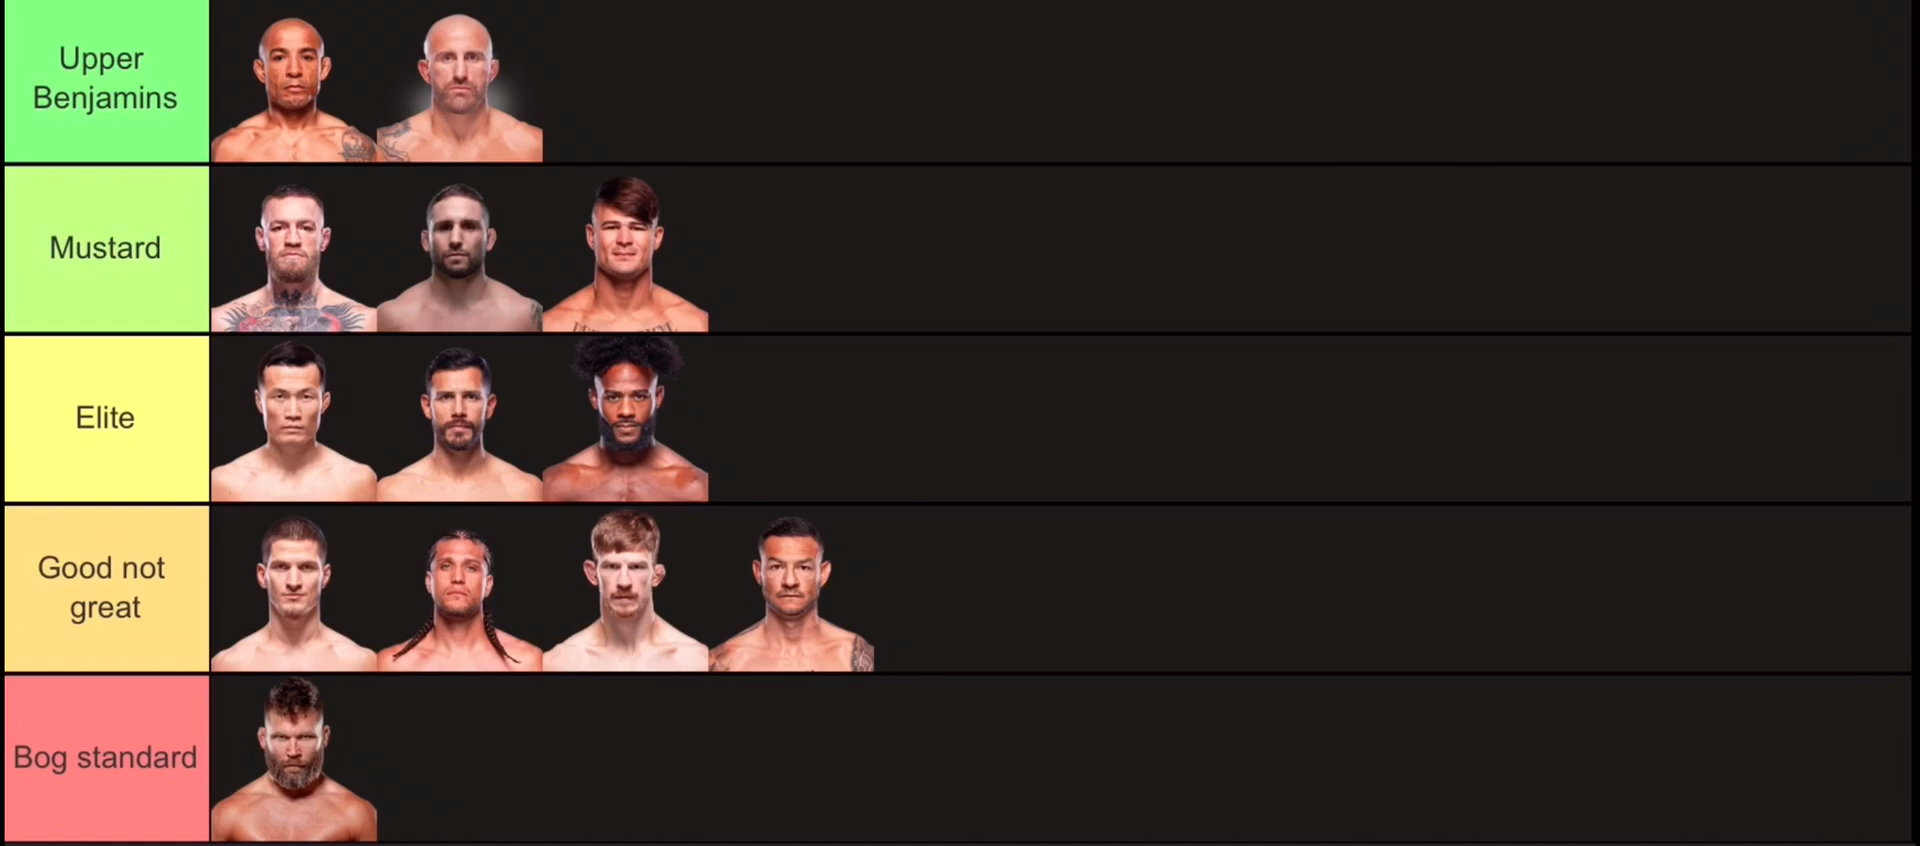 Upper
Benjamins
Mustard
Elite
Good not
great
Bog standard